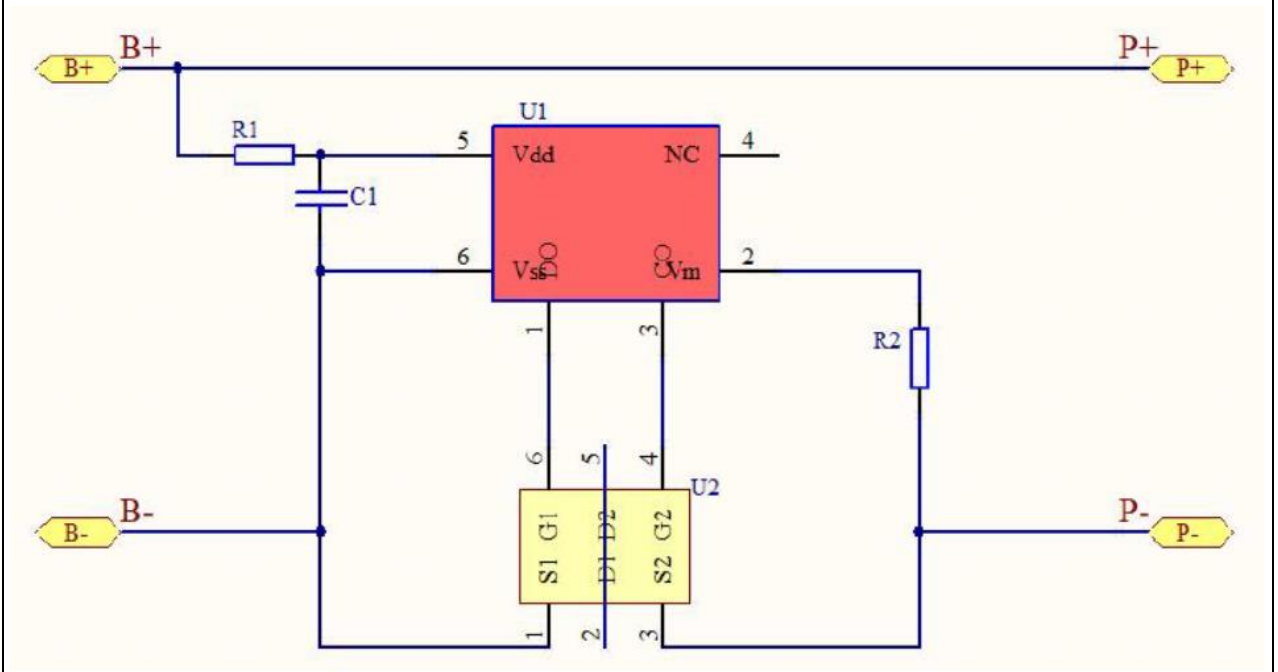 B+ P+
B+ P+
U1
R1
5 Vdd NC 4
C1
6 Vss DO CO Vm 2
1 3
R2
6 5 4
U2
B- P-
B- P-
G1 D2 G2
S1 D1 S2
1 2 3